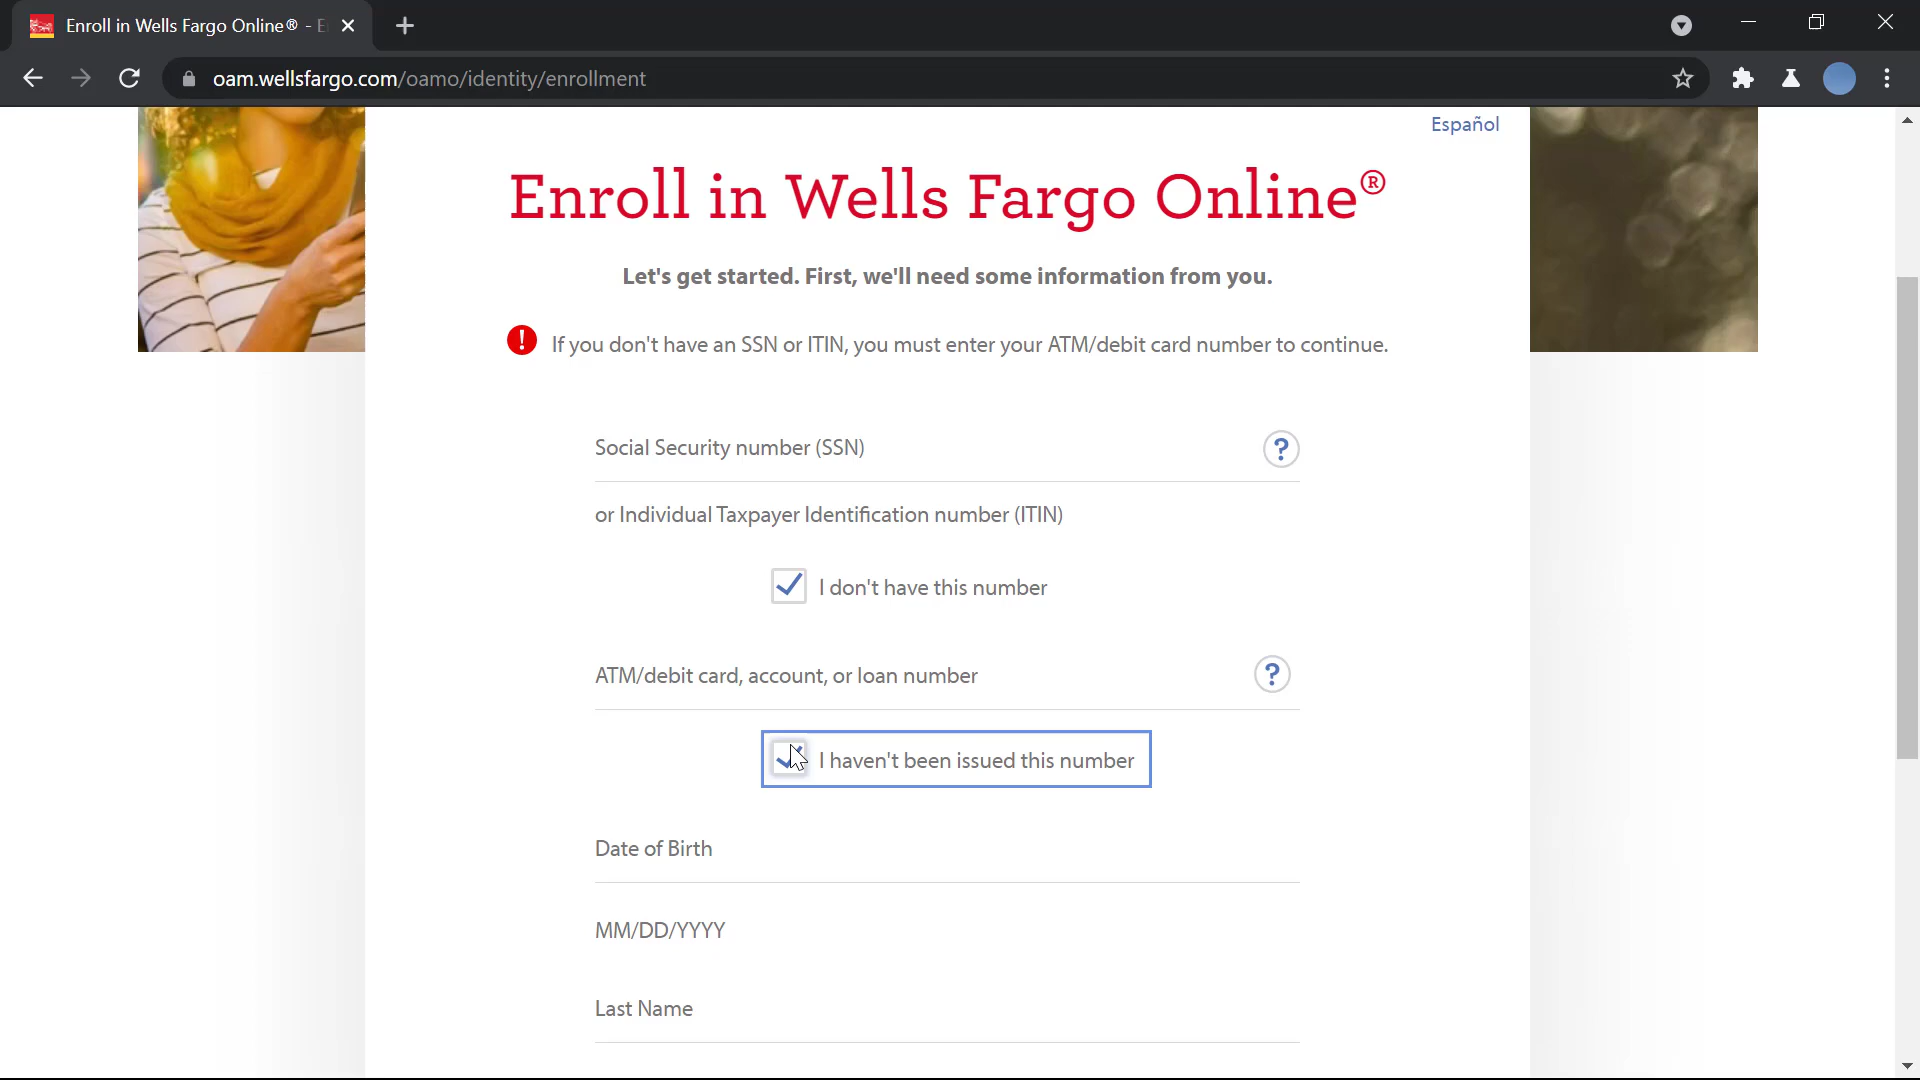 Enroll in Wells Fargo Online® - E
oam.wellsfargo.com/oamo/identity/enrollment
Español
Enroll in Wells Fargo Online®
Let's get started. First, we'll need some information from you.
! If you don't have an SSN or ITIN, you must enter your ATM/debit card number to continue.
Social Security number (SSN) ?
or Individual Taxpayer Identification number (ITIN)
I don't have this number
ATM/debit card, account, or loan number ?
I haven't been issued this number
Date of Birth
MM/DD/YYYY
Last Name